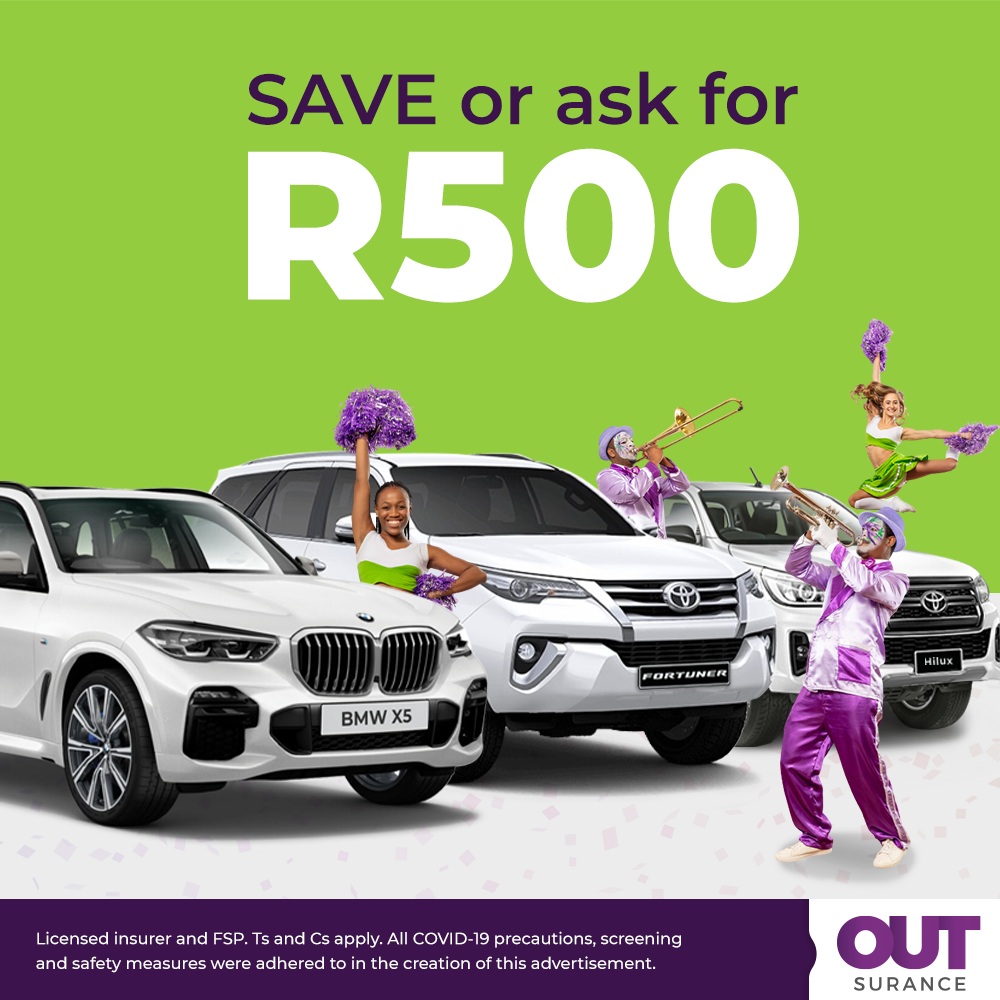 SAVE or ask for
R500
BMW X5
FORTUNER
Hilux
Licensed insurer and FSP. Ts and Cs apply. All COVID-19 precautions, screening
and safety measures were adhered to in the creation of this advertisement.
OUT
SURANCE